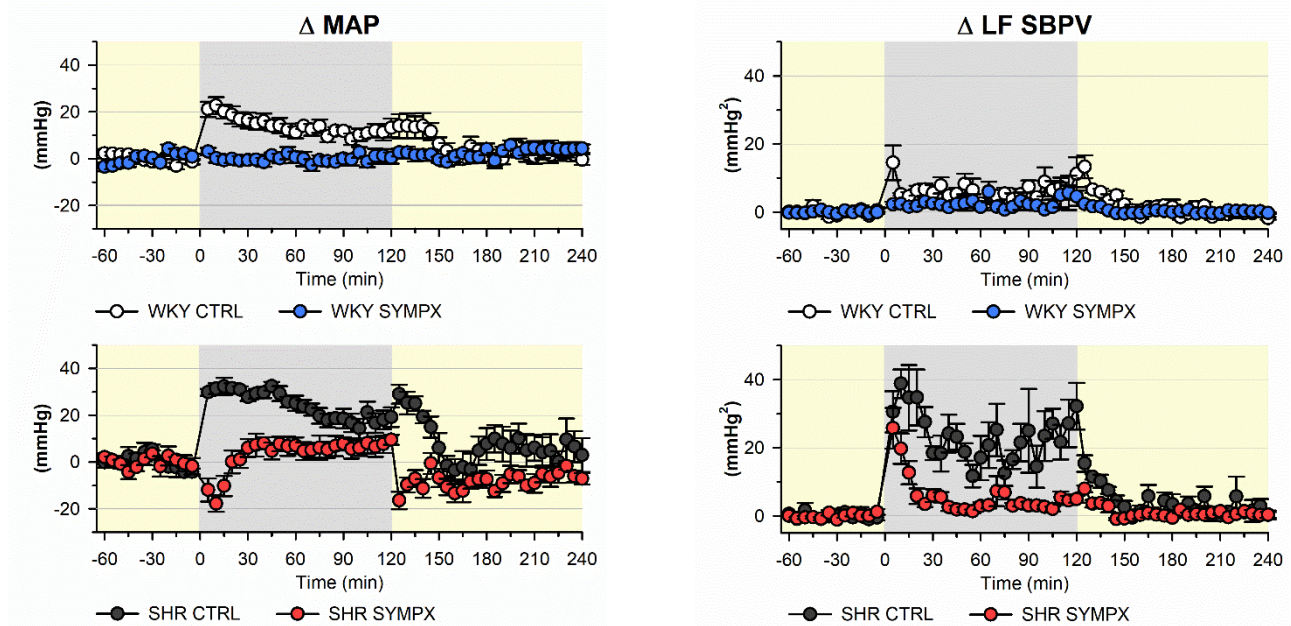 Δ MAP
40
20
0
-20
(mmHg)
-60 -30 0 30 60 90 120 150 180 210 240
Time (min)
WKY CTRL WKY SYMPX
40
20
0
-20
(mmHg)
-60 -30 0 30 60 90 120 150 180 210 240
Time (min)
SHR CTRL SHR SYMPX
Δ LF SBPV
40
20
0
(mmHg²)
-60 -30 0 30 60 90 120 150 180 210 240
Time (min)
WKY CTRL WKY SYMPX
40
20
0
(mmHg²)
-60 -30 0 30 60 90 120 150 180 210 240
Time (min)
SHR CTRL SHR SYMPX